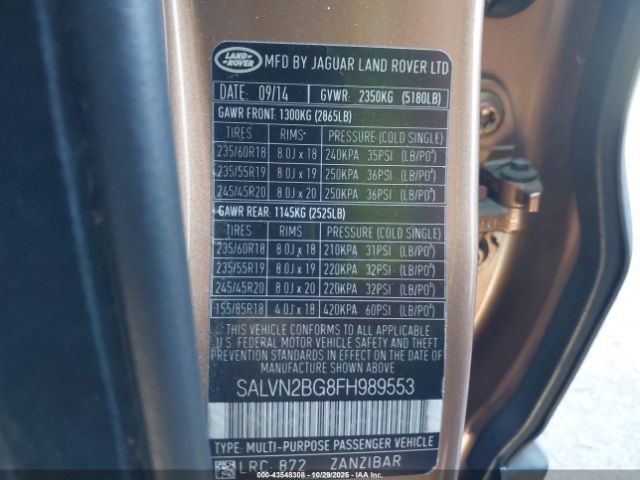 LAND ROVER
MFD BY JAGUAR LAND ROVER LTD
DATE: 09/14 GVWR: 2350KG (5180LB)
GAWR FRONT: 1300KG (2865LB)
TIRES RIMS PRESSURE (COLD SINGLE)
235/60R18 8.0J x 18 240KPA 35PSI (LB/PO²)
235/55R19 8.0J x 19 250KPA 36PSI (LB/PO²)
245/45R20 8.0J x 20 250KPA 36PSI (LB/PO²)
GAWR REAR: 1145KG (2525LB)
TIRES RIMS PRESSURE (COLD SINGLE)
235/60R18 8.0J x 18 210KPA 31PSI (LB/PO²)
235/55R19 8.0J x 19 220KPA 32PSI (LB/PO²)
245/45R20 8.0J x 20 220KPA 32PSI (LB/PO²)
155/85R18 4.0J x 18 420KPA 60PSI (LB/PO²)
THIS VEHICLE CONFORMS TO ALL APPLICABLE
U.S. FEDERAL MOTOR VEHICLE SAFETY AND THEFT
PREVENTION STANDARDS IN EFFECT ON THE DATE
OF MANUFACTURE SHOWN ABOVE.
SALVN2BG8FH989553
TYPE: MULTI-PURPOSE PASSENGER VEHICLE
LRC 872 ZANZIBAR
©: 43548308 - 10/29/2025 - IAAI.com